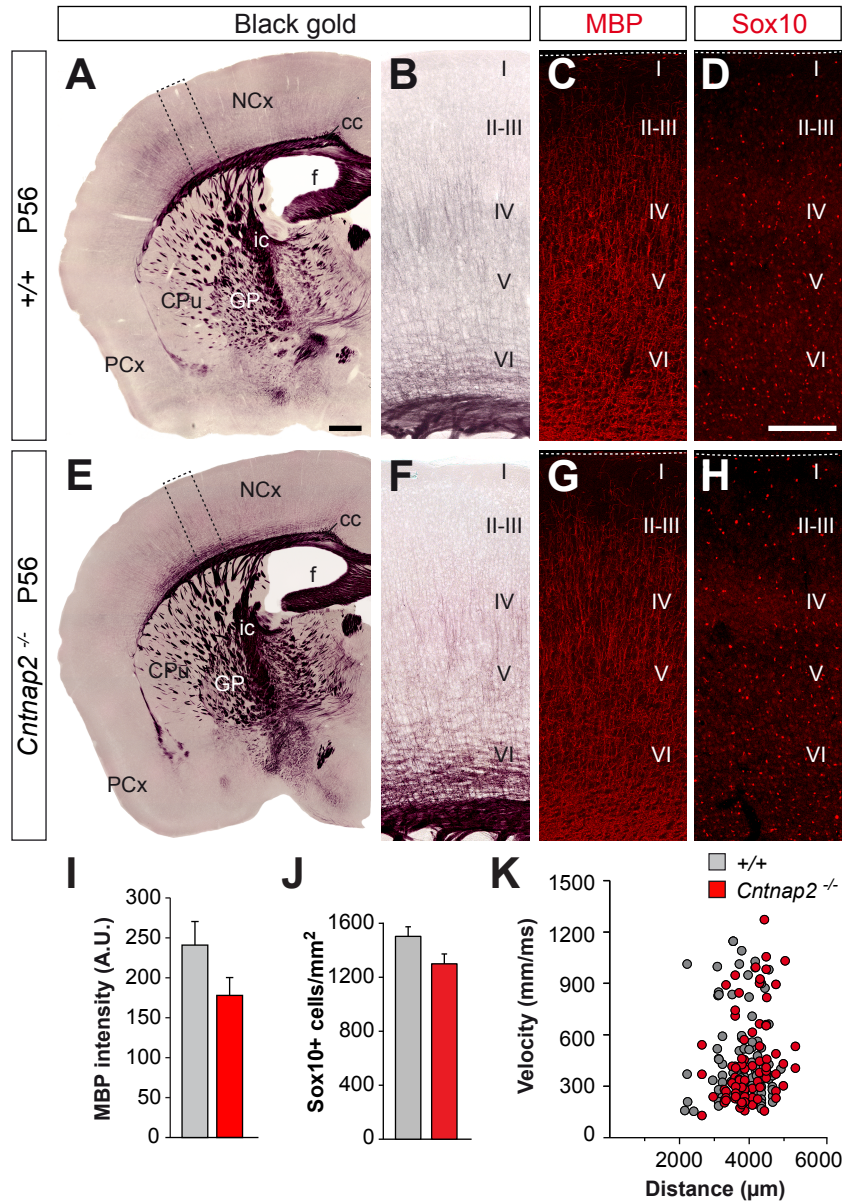 Black gold
MBP
Sox10
+/+ P56
A
NCx
cc
f
ic
CPu
GP
PCx
B
I
II-III
IV
V
VI
C
I
II-III
IV
V
VI
D
I
II-III
IV
V
VI
Cntnap2 -/- P56
E
NCx
cc
f
ic
CPu
GP
PCx
F
I
II-III
IV
V
VI
G
I
II-III
IV
V
VI
H
I
II-III
IV
V
VI
I
MBP intensity (A.U.)
300
250
200
150
100
50
0
J
Sox10+ cells/mm²
1600
1300
1200
400
0
K
+/+
Cntnap2 -/-
Velocity (mm/ms)
1500
1200
900
600
300
0
2000
4000
6000
Distance (µm)